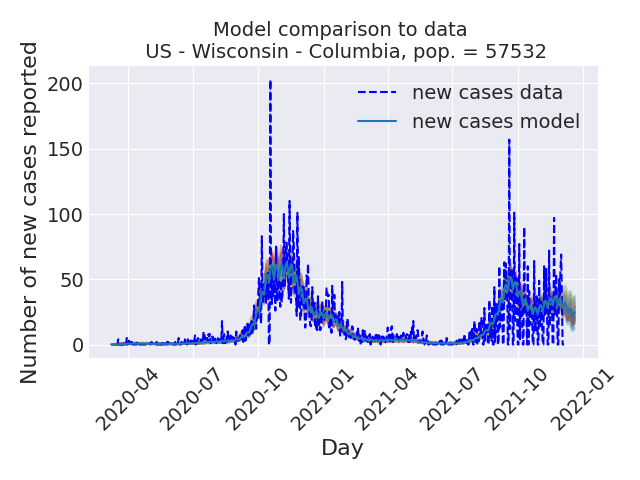 Model comparison to data
US - Wisconsin - Columbia, pop. = 57532
Number of new cases reported
200
150
100
50
0
new cases data
new cases model
2020-04
2020-07
2020-10
2021-01
2021-04
2021-07
2021-10
2022-01
Day